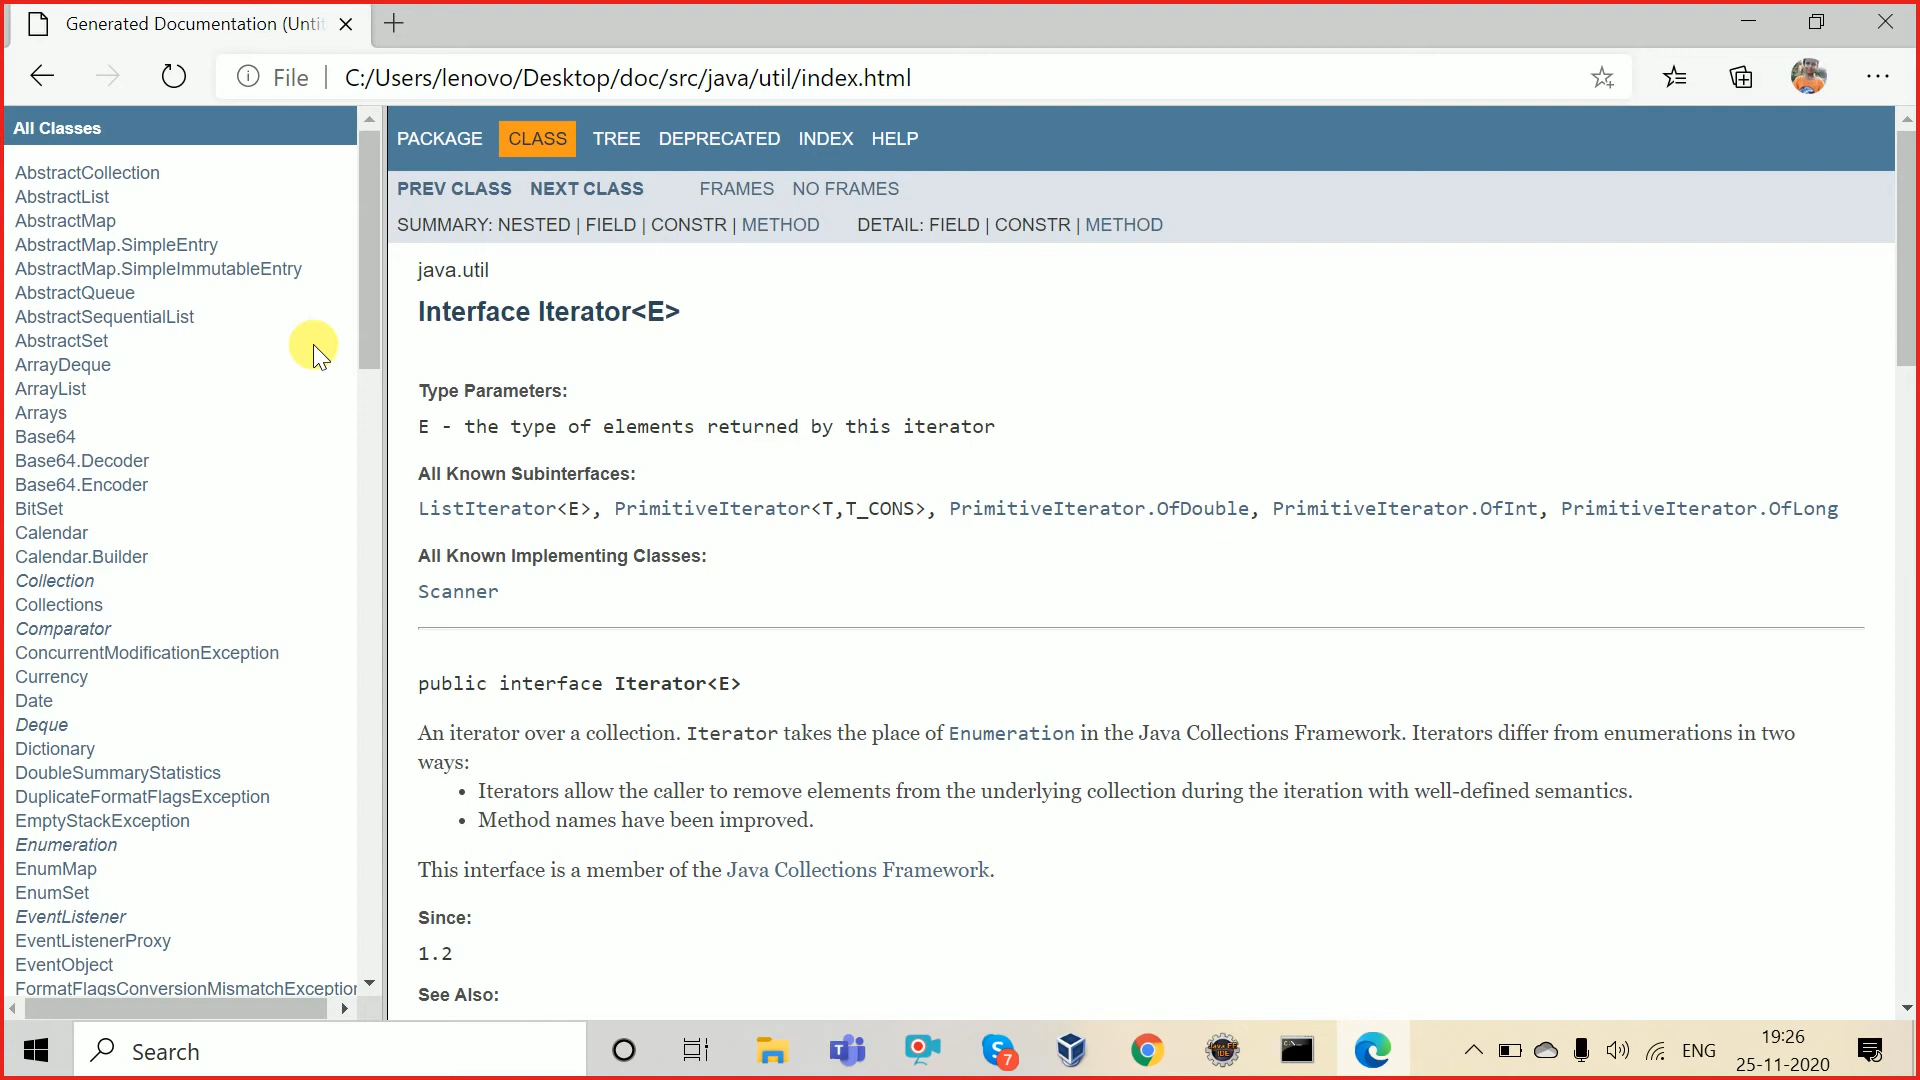 Generated Documentation (Untit
File
C:/Users/lenovo/Desktop/doc/src/java/util/index.html
All Classes
AbstractCollection
AbstractList
AbstractMap
AbstractMap.SimpleEntry
AbstractMap.SimpleImmutableEntry
AbstractQueue
AbstractSequentialList
AbstractSet
ArrayDeque
ArrayList
Arrays
Base64
Base64.Decoder
Base64.Encoder
BitSet
Calendar
Calendar.Builder
Collection
Collections
Comparator
ConcurrentModificationException
Currency
Date
Deque
Dictionary
DoubleSummaryStatistics
DuplicateFormatFlagsException
EmptyStackException
Enumeration
EnumMap
EnumSet
EventListener
EventListenerProxy
EventObject
FormatFlagsConversionMismatchException
PACKAGE CLASS TREE DEPRECATED INDEX HELP
PREV CLASS NEXT CLASS FRAMES NO FRAMES
SUMMARY: NESTED | FIELD | CONSTR | METHOD DETAIL: FIELD | CONSTR | METHOD
java.util
Interface Iterator<E>
Type Parameters:
E - the type of elements returned by this iterator
All Known Subinterfaces:
ListIterator<E>, PrimitiveIterator<T,T_CONS>, PrimitiveIterator.OfDouble, PrimitiveIterator.OfInt, PrimitiveIterator.OfLong
All Known Implementing Classes:
Scanner
public interface Iterator<E>
An iterator over a collection. Iterator takes the place of Enumeration in the Java Collections Framework. Iterators differ from enumerations in two
ways:
• Iterators allow the caller to remove elements from the underlying collection during the iteration with well-defined semantics.
• Method names have been improved.
This interface is a member of the Java Collections Framework.
Since:
1.2
See Also:
Search
7
ENG
19:26
25-11-2020